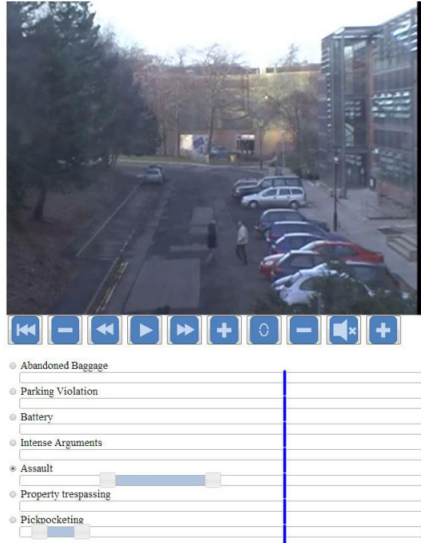 Abandoned Baggage
Parking Violation
Battery
Intense Arguments
Assault
Property trespassing
Pickpocketing